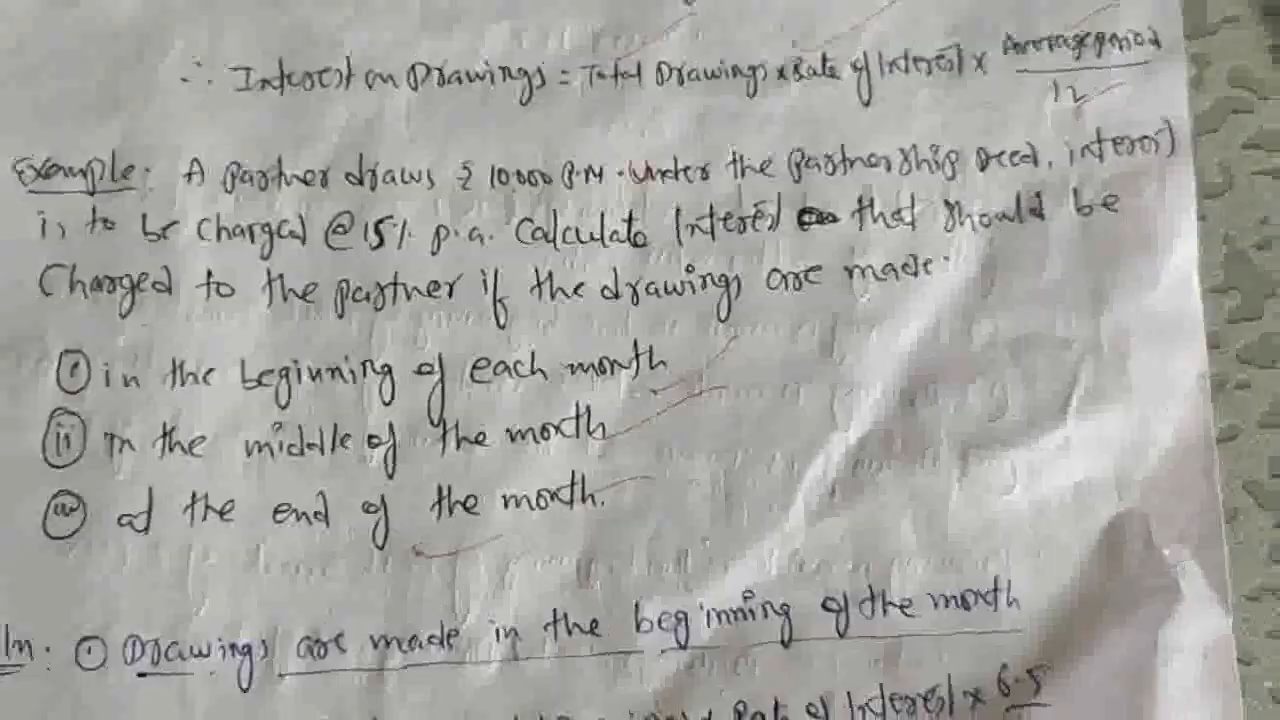 ∴ Interest on Drawings = Total Drawings x Rate of Interest x Average period / 12
Example: A partner draws ₹ 10,000 P.M. Under the partnership Deed, interest
is to be charged @ 15% p.a. Calculate Interest that should be
Charged to the partner if the drawings are made.
(i) in the beginning of each month
(ii) in the middle of the month
(iii) at the end of the month.
ln: (i) Drawings are made in the beginning of the month
Rate of Interest x 6.5